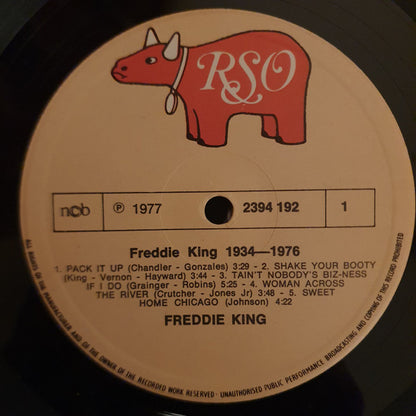 RSO
ncb ℗ 1977 2394 192 1
Freddie King 1934—1976
1. PACK IT UP (Chandler - Gonzales) 3:29 - 2. SHAKE YOUR BOOTY
(King - Vernon - Hayward) 3:44 - 3. TAIN'T NOBODY'S BIZ-NESS
IF I DO (Grainger - Robins) 5:25 - 4. WOMAN ACROSS
THE RIVER (Crutcher - Jones Jr) 3:48 - 5. SWEET
HOME CHICAGO (Johnson) 4:22
FREDDIE KING
ALL RIGHTS OF THE MANUFACTURER AND OF THE OWNER OF THE RECORDED WORK RESERVED · UNAUTHORISED PUBLIC PERFORMANCE BROADCASTING AND COPYING OF THIS RECORD PROHIBITED